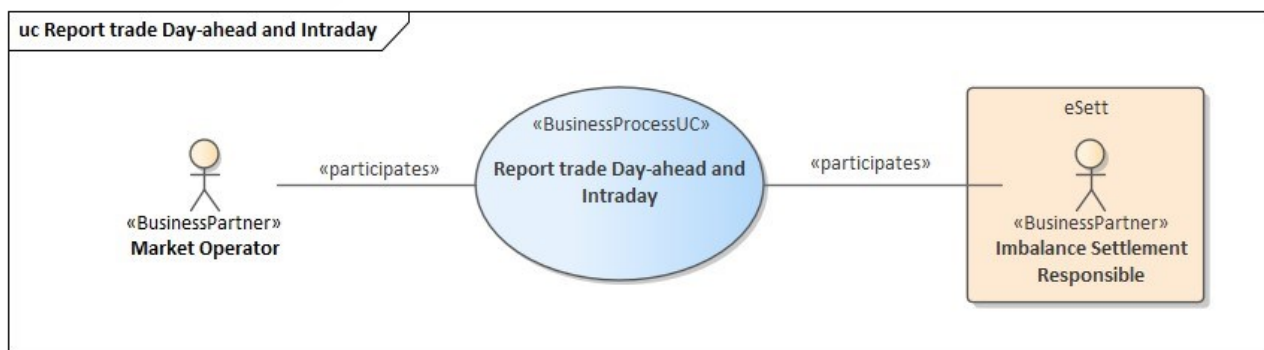 uc Report trade Day-ahead and Intraday
«BusinessPartner»
Market Operator
«participates»
«BusinessProcessUC»
Report trade Day-ahead and
Intraday
«participates»
eSett
«BusinessPartner»
Imbalance Settlement
Responsible